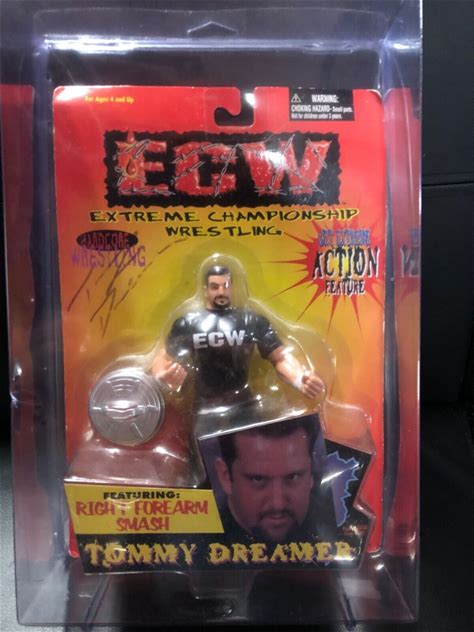 For Ages 4 and Up
WARNING:
CHOKING HAZARD- Small parts.
Not for children under 3 years.
ECW
EXTREME CHAMPIONSHIP
WRESTLING
HARDCORE
WRESTLING
ACTION
FEATURE
ECW
FEATURING:
RIGHT FOREARM
SMASH
TOMMY DREAMER